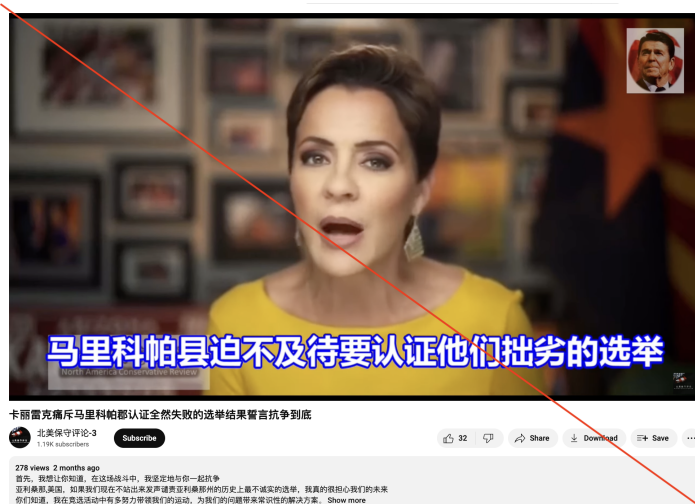 马里科帕县迫不及待要认证他们拙劣的选举
North America Conservative Review
卡丽雷克痛斥马里科帕郡认证全然失败的选举结果誓言抗争到底
北美保守评论-3
1.19K subscribers
Subscribe
32
Share
Download
Save
278 views 2 months ago
首先，我想让你知道，在这场战斗中，我坚定地与你一起抗争
亚利桑那,美国，如果我们现在不站出来发声谴责亚利桑那州的历史上最不诚实的选举，我真的很担心我们的未来
你们知道，我在竞选活动中有多努力带领我们的运动，为我们的问题带来常识性的解决方案。 Show more